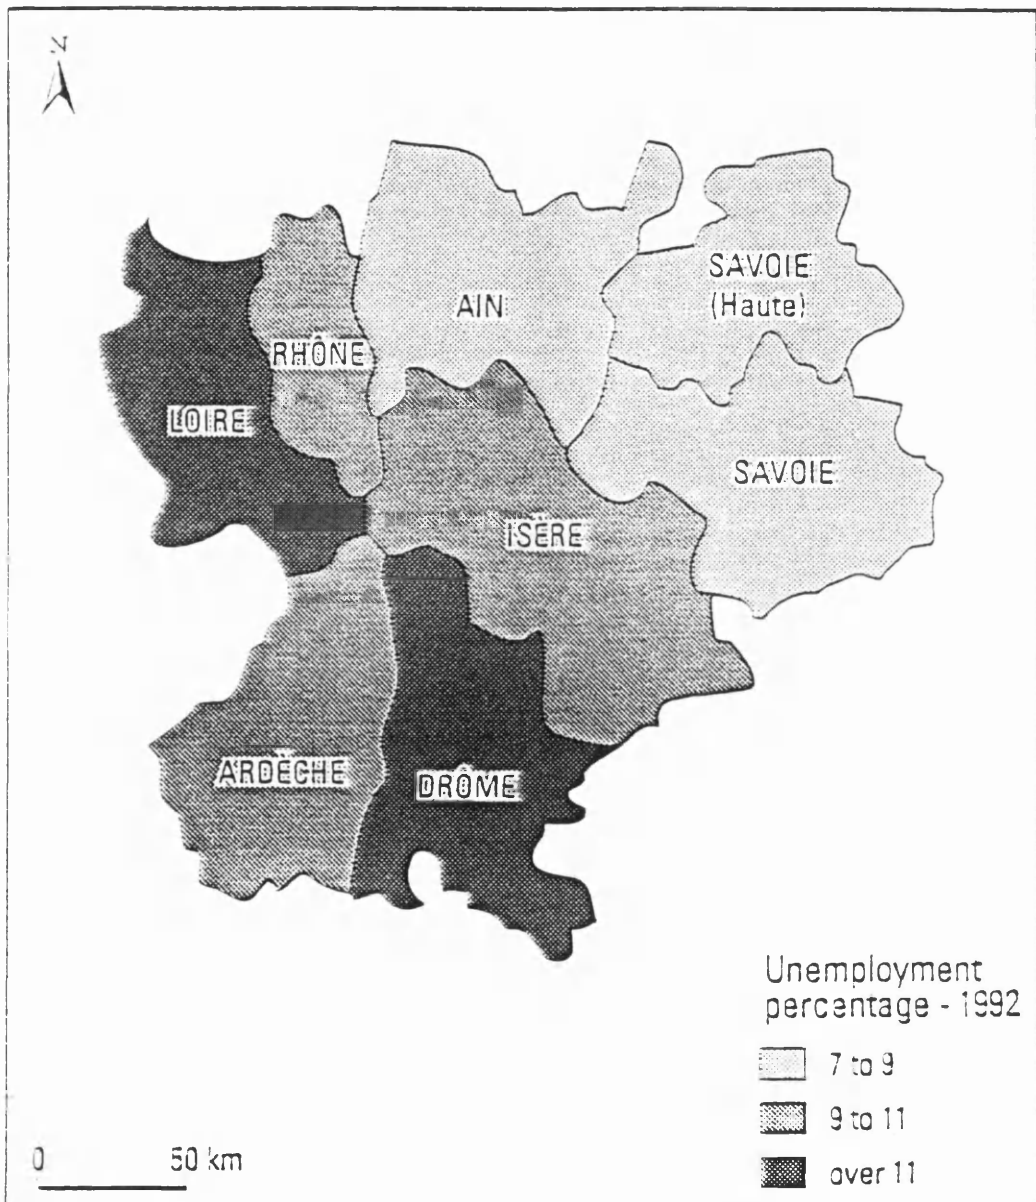 N
SAVOIE
(Haute)
AIN
RHÔNE
LOIRE
SAVOIE
ISÈRE
ARDÈCHE
DRÔME
Unemployment
percentage - 1992
7 to 9
9 to 11
over 11
0 50 km